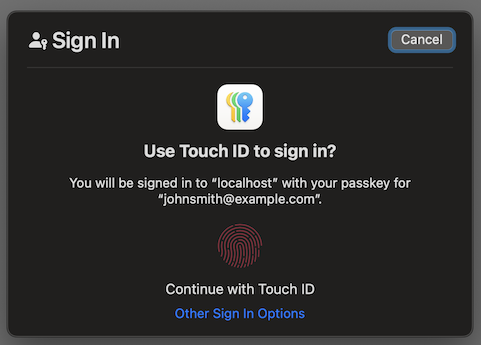 Sign In
Cancel
Use Touch ID to sign in?
You will be signed in to “localhost” with your passkey for
“johnsmith@example.com”.
Continue with Touch ID
Other Sign In Options